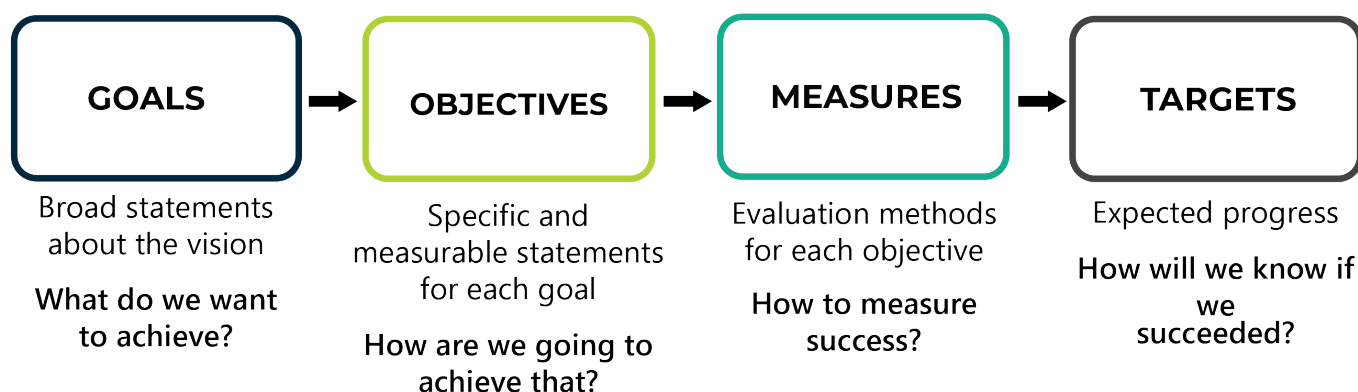 GOALS
OBJECTIVES
MEASURES
TARGETS
Broad statements
about the vision
What do we want
to achieve?
Specific and
measurable statements
for each goal
How are we going to
achieve that?
Evaluation methods
for each objective
How to measure
success?
Expected progress
How will we know if
we
succeeded?